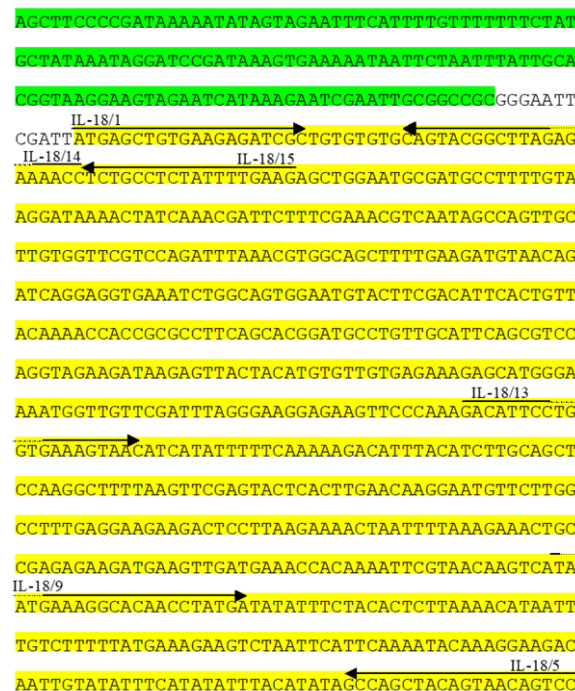 AGCTTCCCCGATAAAAATATAGTAGAATTTCATTTTGTTTTTTTCTAT
GCTATAAATAGGATCCGATAAAGTGAAAAATAATTCTAATTTATTGCA
CGGTAAGGAAGTAGAATCATAAAGAATCGAATTGCGGCCGCGGGAATT
IL-18/1
CGATTATGAGCTGTGAAGAGATCGCTGTGTGTGCAGTACGGCTTAGAG
IL-18/14 IL-18/15
AAAACCTCTGCCTCTATTTTGAAGAGCTGGAATGCGATGCCTTTTGTA
AGGATAAAACTATCAAACGATTCTTTCGAAACGTCAATAGCCAGTTGC
TTGTGGTTCGTCCAGATTTAAACGTGGCAGCTTTTGAAGATGTAACAG
ATCAGGAGGTGAAATCTGGCAGTGGAATGTACTTCGACATTCACTGTT
ACAAAACCACCGCGCCTTCAGCACGGATGCCTGTTGCATTCAGCGTCC
AGGTAGAAGATAAGAGTTACTACATGTGTTGTGAGAAAGAGCATGGGA
IL-18/13
AAATGGTTGTTCGATTTAGGGAAGGAGAAGTTCCCAAAGACATTCCTG
GTGAAAGTAACATCATATTTTTCAAAAAGACATTTACATCTTGCAGCT
CCAAGGCTTTTAAGTTCGAGTACTCACTTGAACAAGGAATGTTCTTGG
CCTTTGAGGAAGAAGACTCCTTAAGAAAACTAATTTTAAAGAAACTGC
CGAGAGAAGATGAAGTTGATGAAACCACAAAATTCGTAACAAGTCATA
IL-18/9
ATGAAAGGCACAACCTATGATATATTTCTACACTCTTAAAACATAATT
TGTCTTTTTATGAAAGAAGTCTAATTCATTCAAAATACAAAGGAAGAC
IL-18/5
AATTGTATATTTCATATATTTACATATAGCCAGCTACAGTAACAGTCC